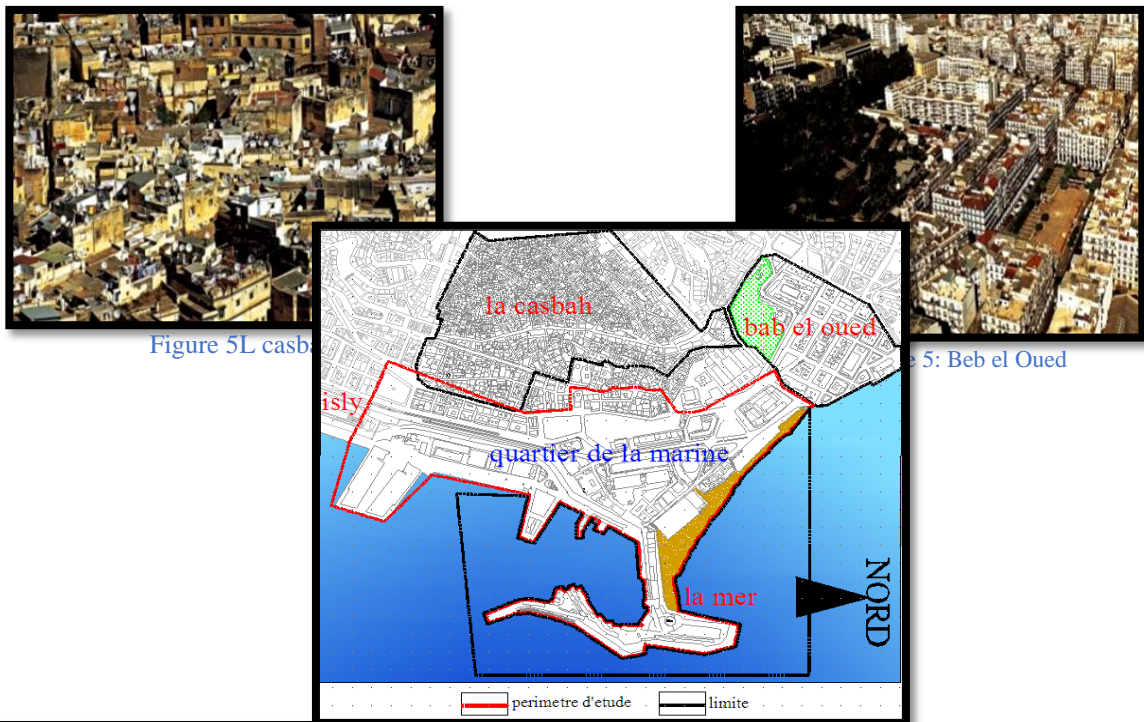 la casbah
bab el oued
Figure 5L casba
e 5: Beb el Oued
isly
quartier de la marine
la mer
NORD
perimetre d'etude
limite